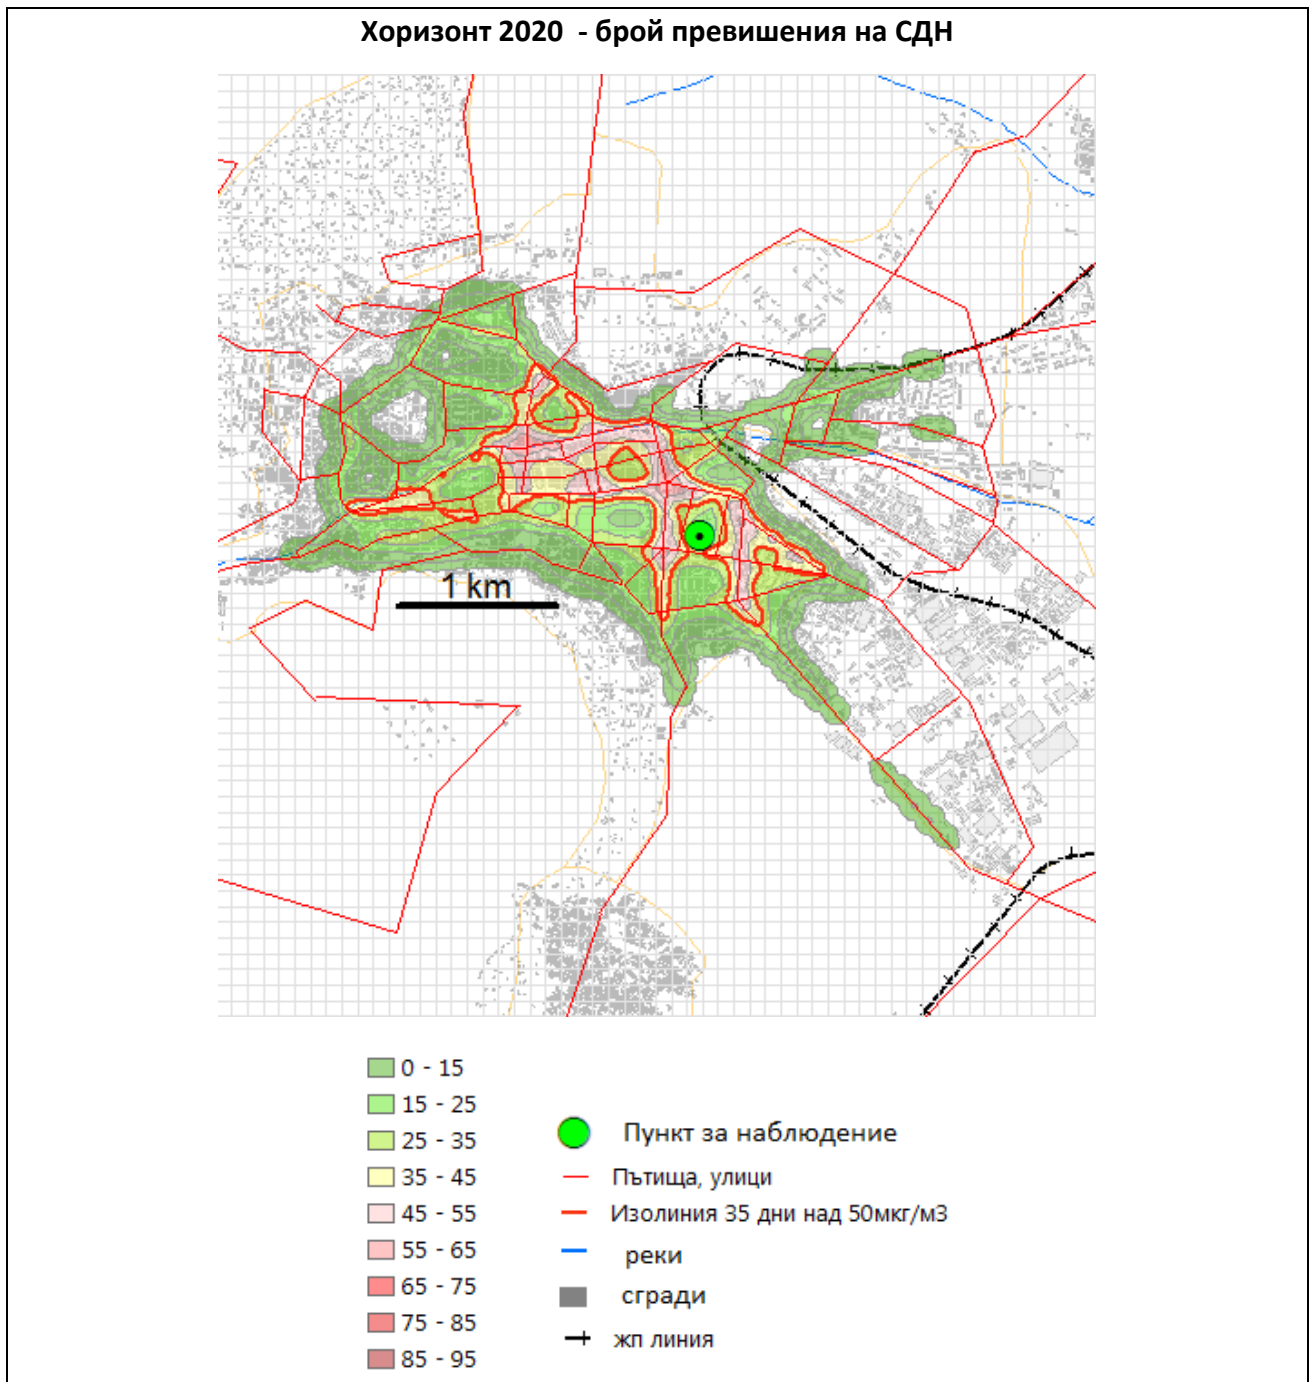 Хоризонт 2020 - брой превишения на СДН
1 km
0 - 15
15 - 25
25 - 35
35 - 45
45 - 55
55 - 65
65 - 75
75 - 85
85 - 95
Пункт за наблюдение
Пътища, улици
Изолиния 35 дни над 50мкг/м3
реки
сгради
жп линия